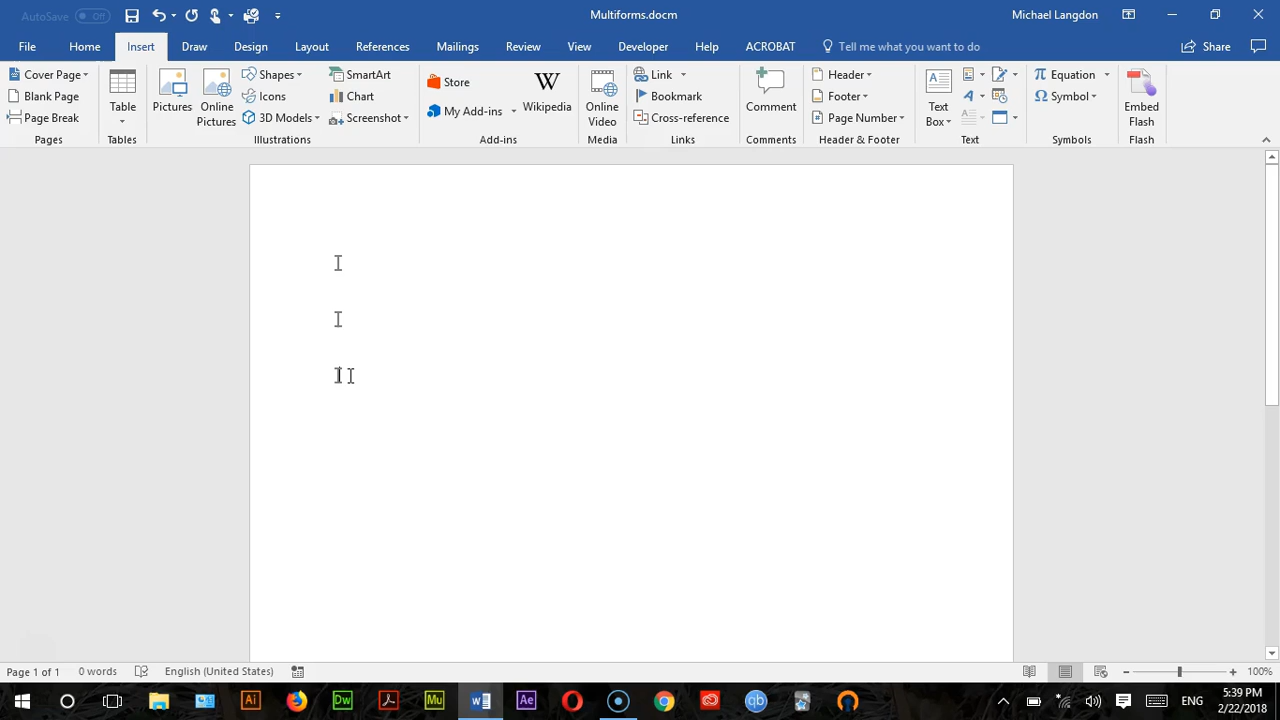 AutoSave Off Multiforms.docm Michael Langdon
File Home Insert Draw Design Layout References Mailings Review View Developer Help ACROBAT Tell me what you want to do Share
Cover Page Blank Page Page Break Pages
Table Tables
Pictures Online Pictures Shapes Icons 3D Models SmartArt Chart Screenshot Illustrations
Store My Add-ins Wikipedia Add-ins
Online Video Media
Link Bookmark Cross-reference Links
Comment Comments
Header Footer Page Number Header & Footer
Text Box Text
Equation Symbol Symbols
Embed Flash Flash
Page 1 of 1 0 words English (United States) 100%
Ai Dw Mu Ae qb ENG 5:39 PM
2/22/2018